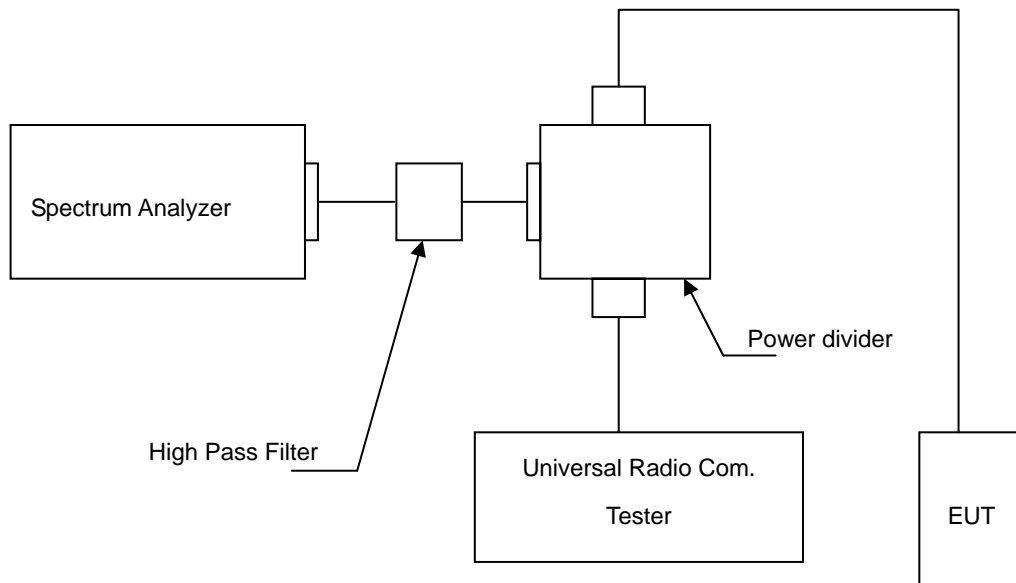 Spectrum Analyzer
Power divider
High Pass Filter
Universal Radio Com.
Tester
EUT